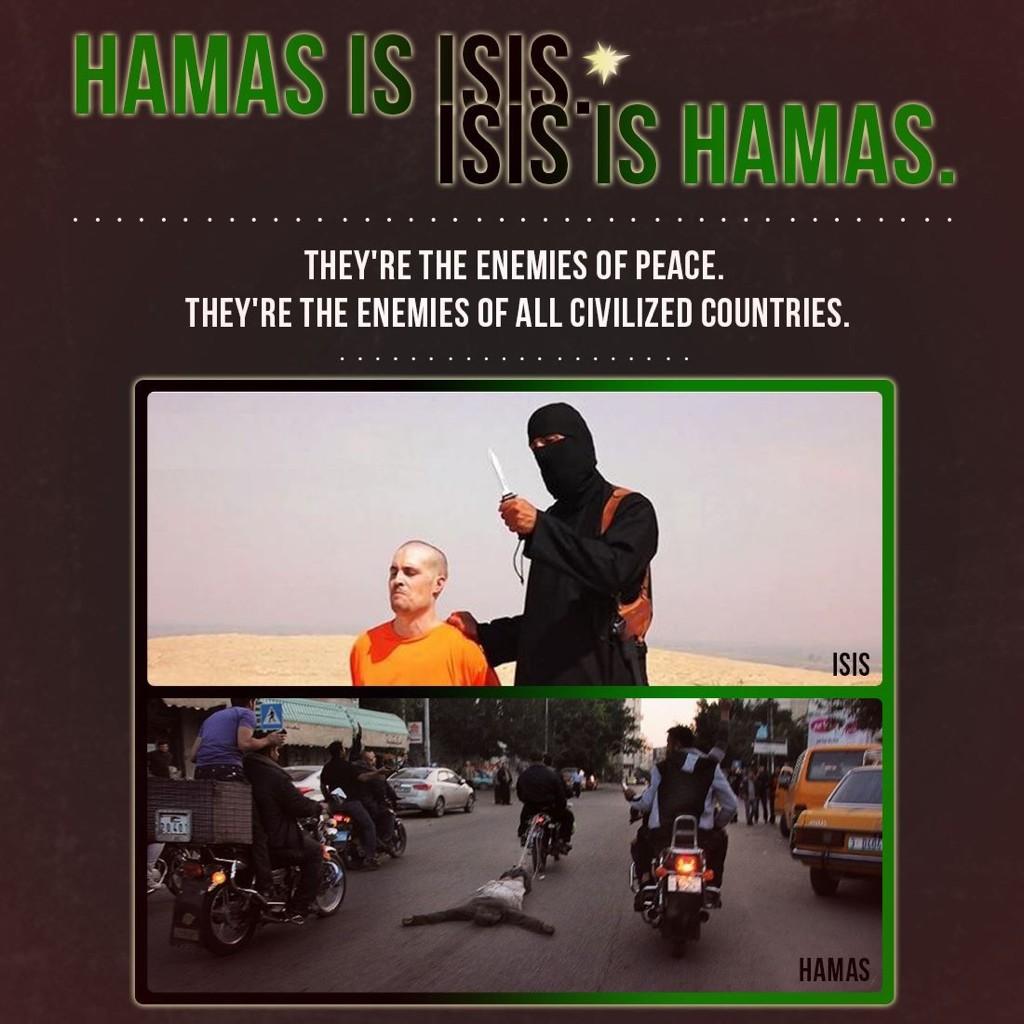 HAMAS IS ISIS.
ISIS IS HAMAS.
THEY'RE THE ENEMIES OF PEACE.
THEY'RE THE ENEMIES OF ALL CIVILIZED COUNTRIES.
ISIS
HAMAS